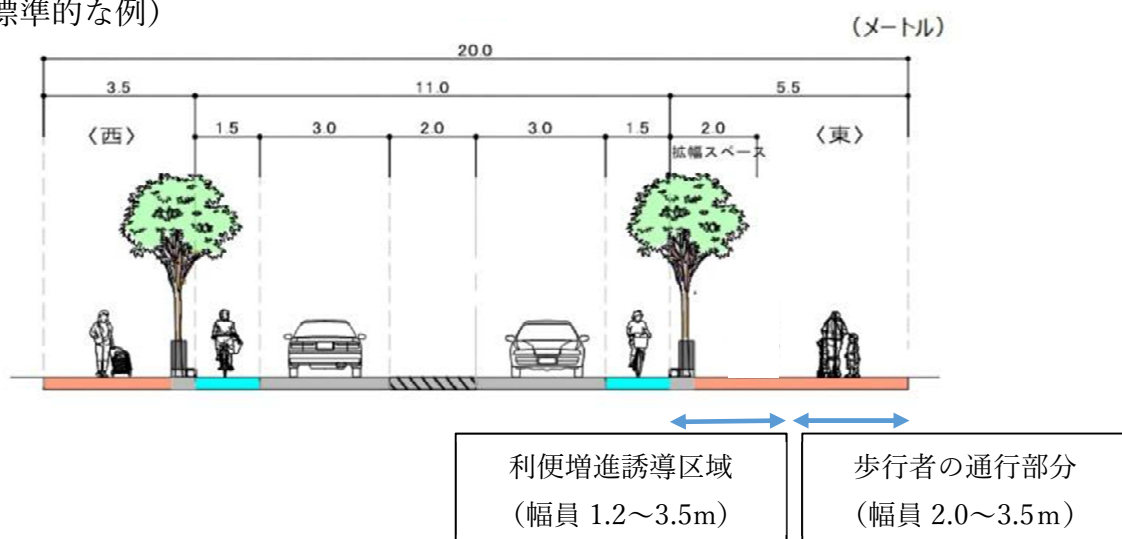 標準的な例）
（メートル）
20.0
3.5 11.0 5.5
〈西〉 1.5 3.0 2.0 3.0 1.5 2.0 〈東〉
拡幅スペース
利便増進誘導区域
（幅員 1.2～3.5m）
歩行者の通行部分
（幅員 2.0～3.5m）